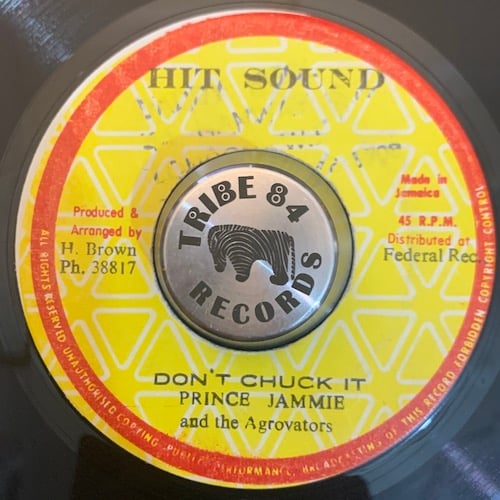 HIT SOUND
Produced &
Arranged by
H. Brown
Ph. 38817
Made in
Jamaica
45 R.P.M.
Distributed at
Federal Rec.
TRIBE 84
RECORDS
DON'T CHUCK IT
PRINCE JAMMIE
and the Agrovators
ALL RIGHTS RESERVED UNAUTHORISED COPYING, PUBLIC PERFORMANCE, BROADCASTING OF THIS RECORD FORBIDDEN COPYRIGHT CONTROL